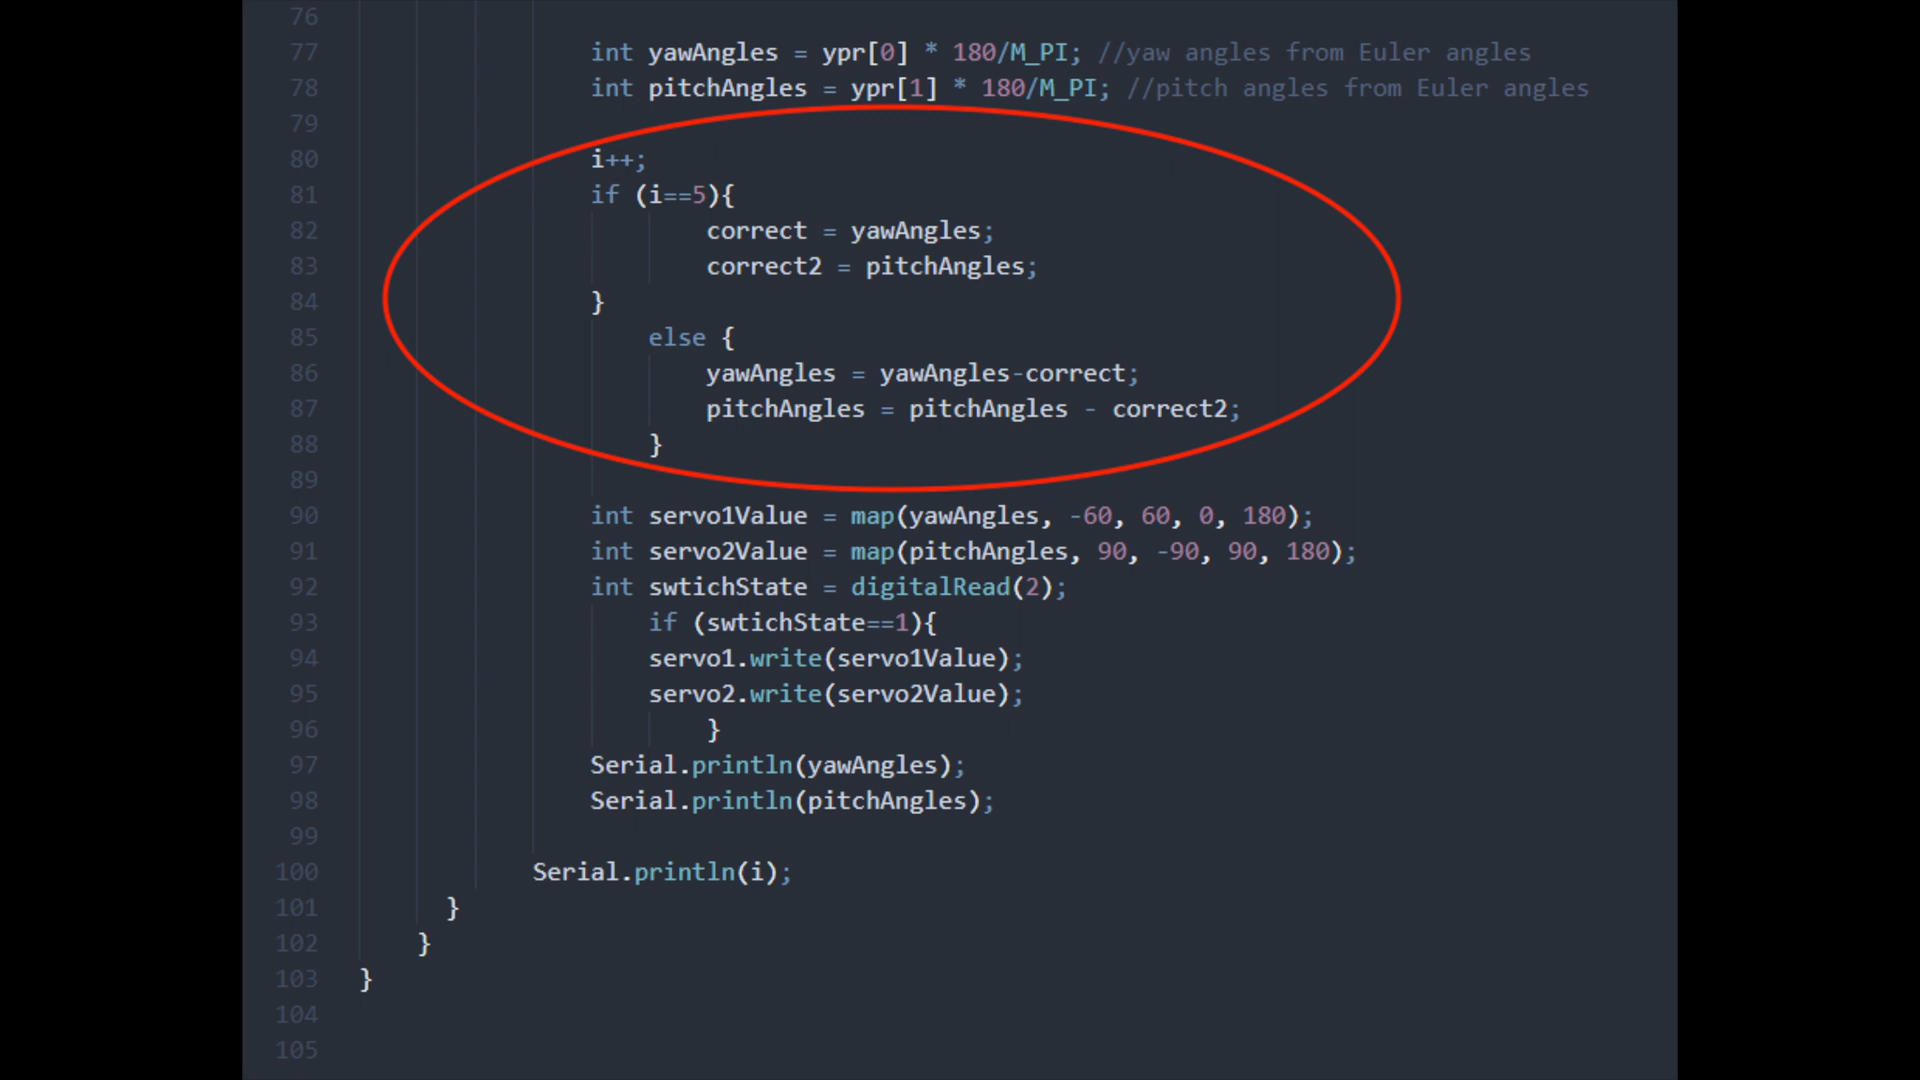 76
77 int yawAngles = ypr[0] * 180/M_PI; //yaw angles from Euler angles
78 int pitchAngles = ypr[1] * 180/M_PI; //pitch angles from Euler angles
79
80 i++;
81 if (i==5){
82 correct = yawAngles;
83 correct2 = pitchAngles;
84 }
85 else {
86 yawAngles = yawAngles-correct;
87 pitchAngles = pitchAngles - correct2;
88 }
89
90 int servo1Value = map(yawAngles, -60, 60, 0, 180);
91 int servo2Value = map(pitchAngles, 90, -90, 90, 180);
92 int swtichState = digitalRead(2);
93 if (swtichState==1){
94 servo1.write(servo1Value);
95 servo2.write(servo2Value);
96 }
97 Serial.println(yawAngles);
98 Serial.println(pitchAngles);
99
100 Serial.println(i);
101 }
102 }
103 }
104
105